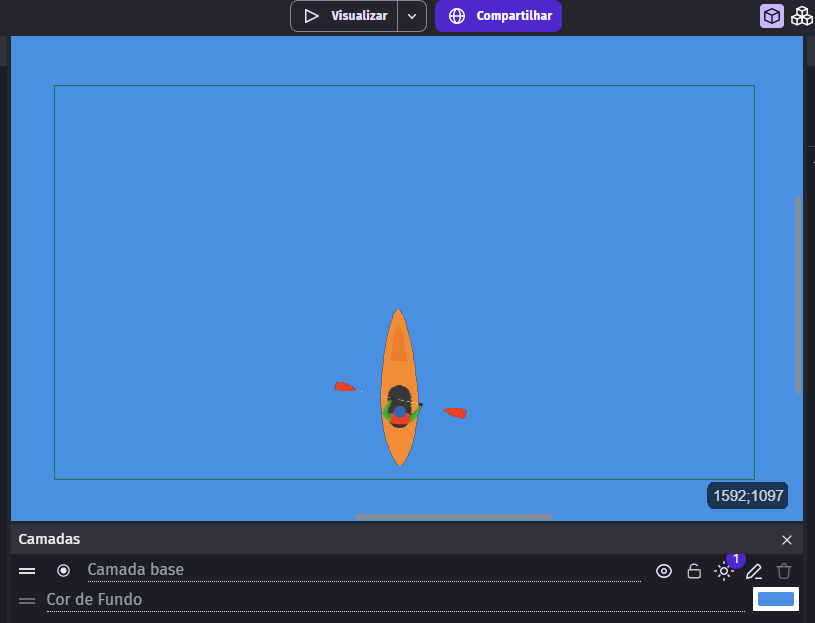 Visualizar
Compartilhar
1592;1097
Camadas
Camada base
1
Cor de Fundo